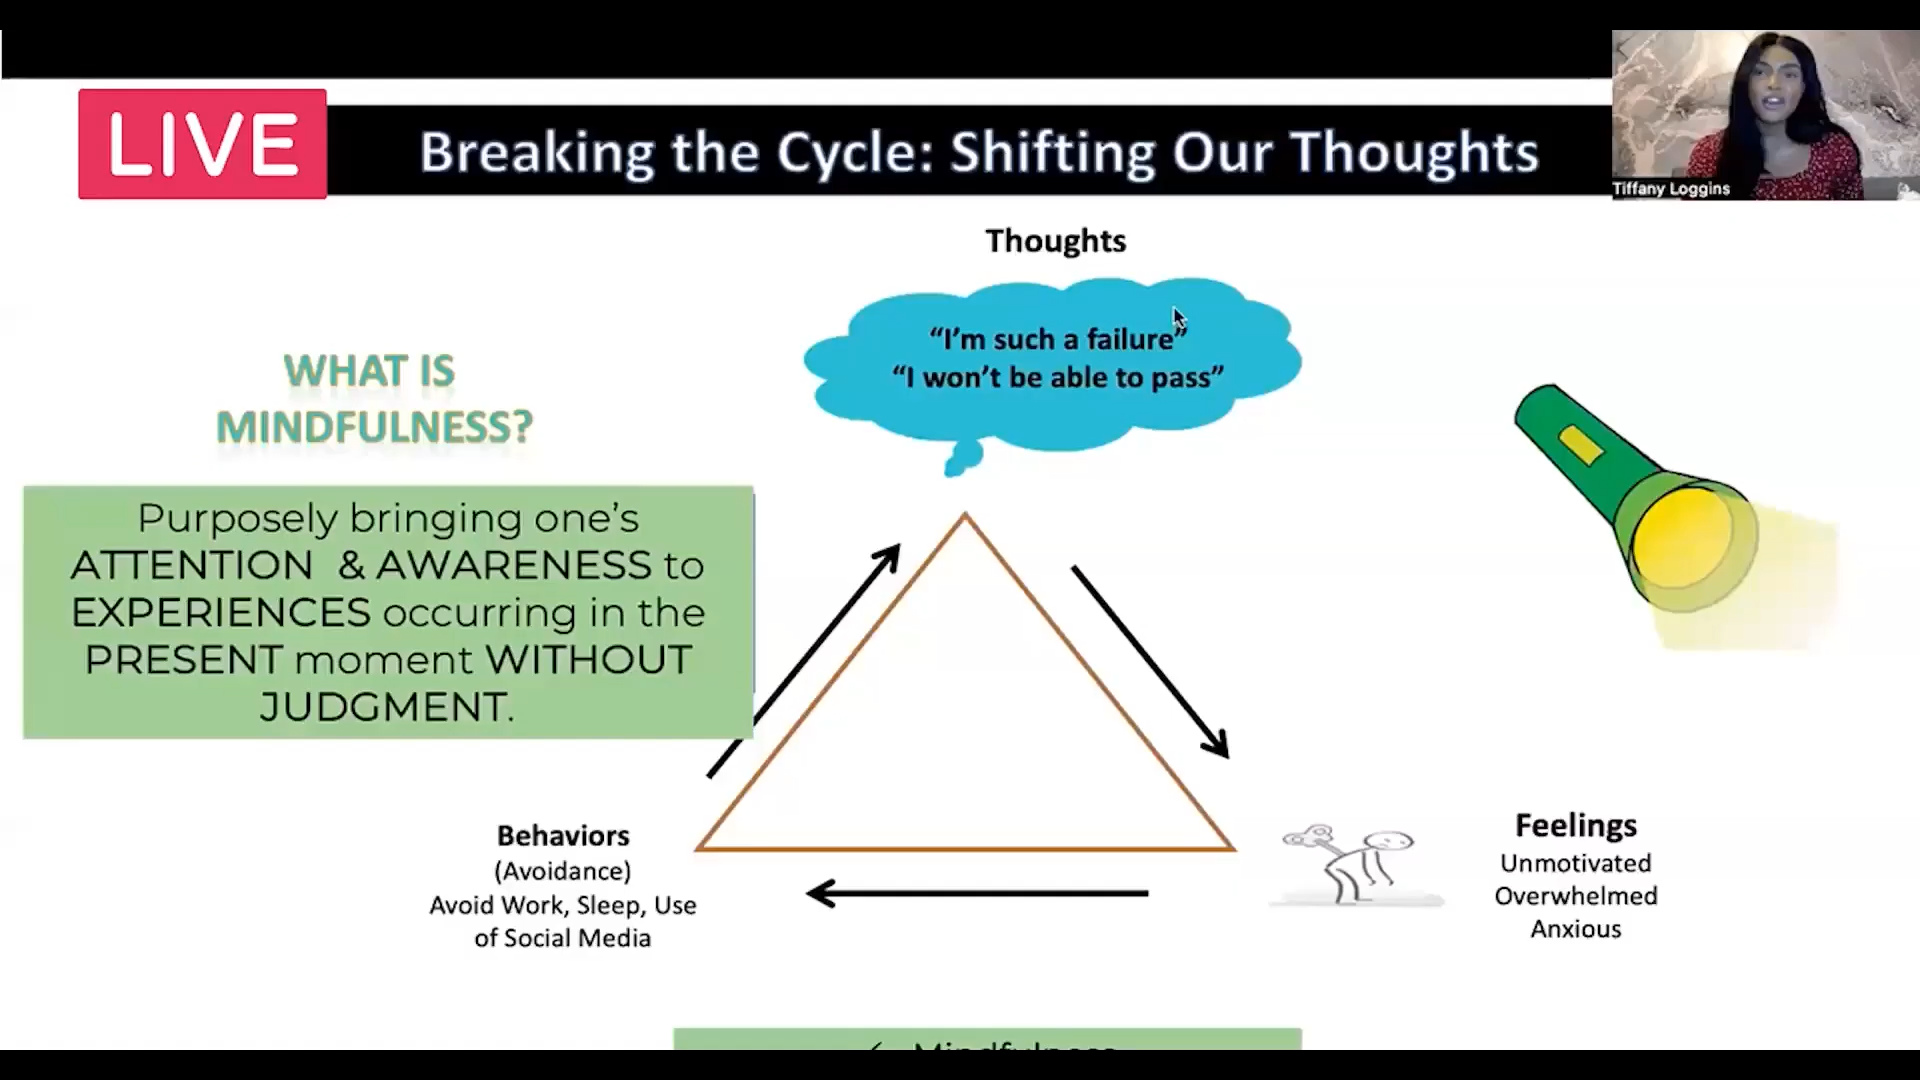 LIVE
Breaking the Cycle: Shifting Our Thoughts
Tiffany Loggins
Thoughts
“I’m such a failure”
“I won’t be able to pass”
WHAT IS
MINDFULNESS?
Purposely bringing one’s
ATTENTION & AWARENESS to
EXPERIENCES occurring in the
PRESENT moment WITHOUT
JUDGMENT.
Behaviors
(Avoidance)
Avoid Work, Sleep, Use
of Social Media
Feelings
Unmotivated
Overwhelmed
Anxious
Mindfulness